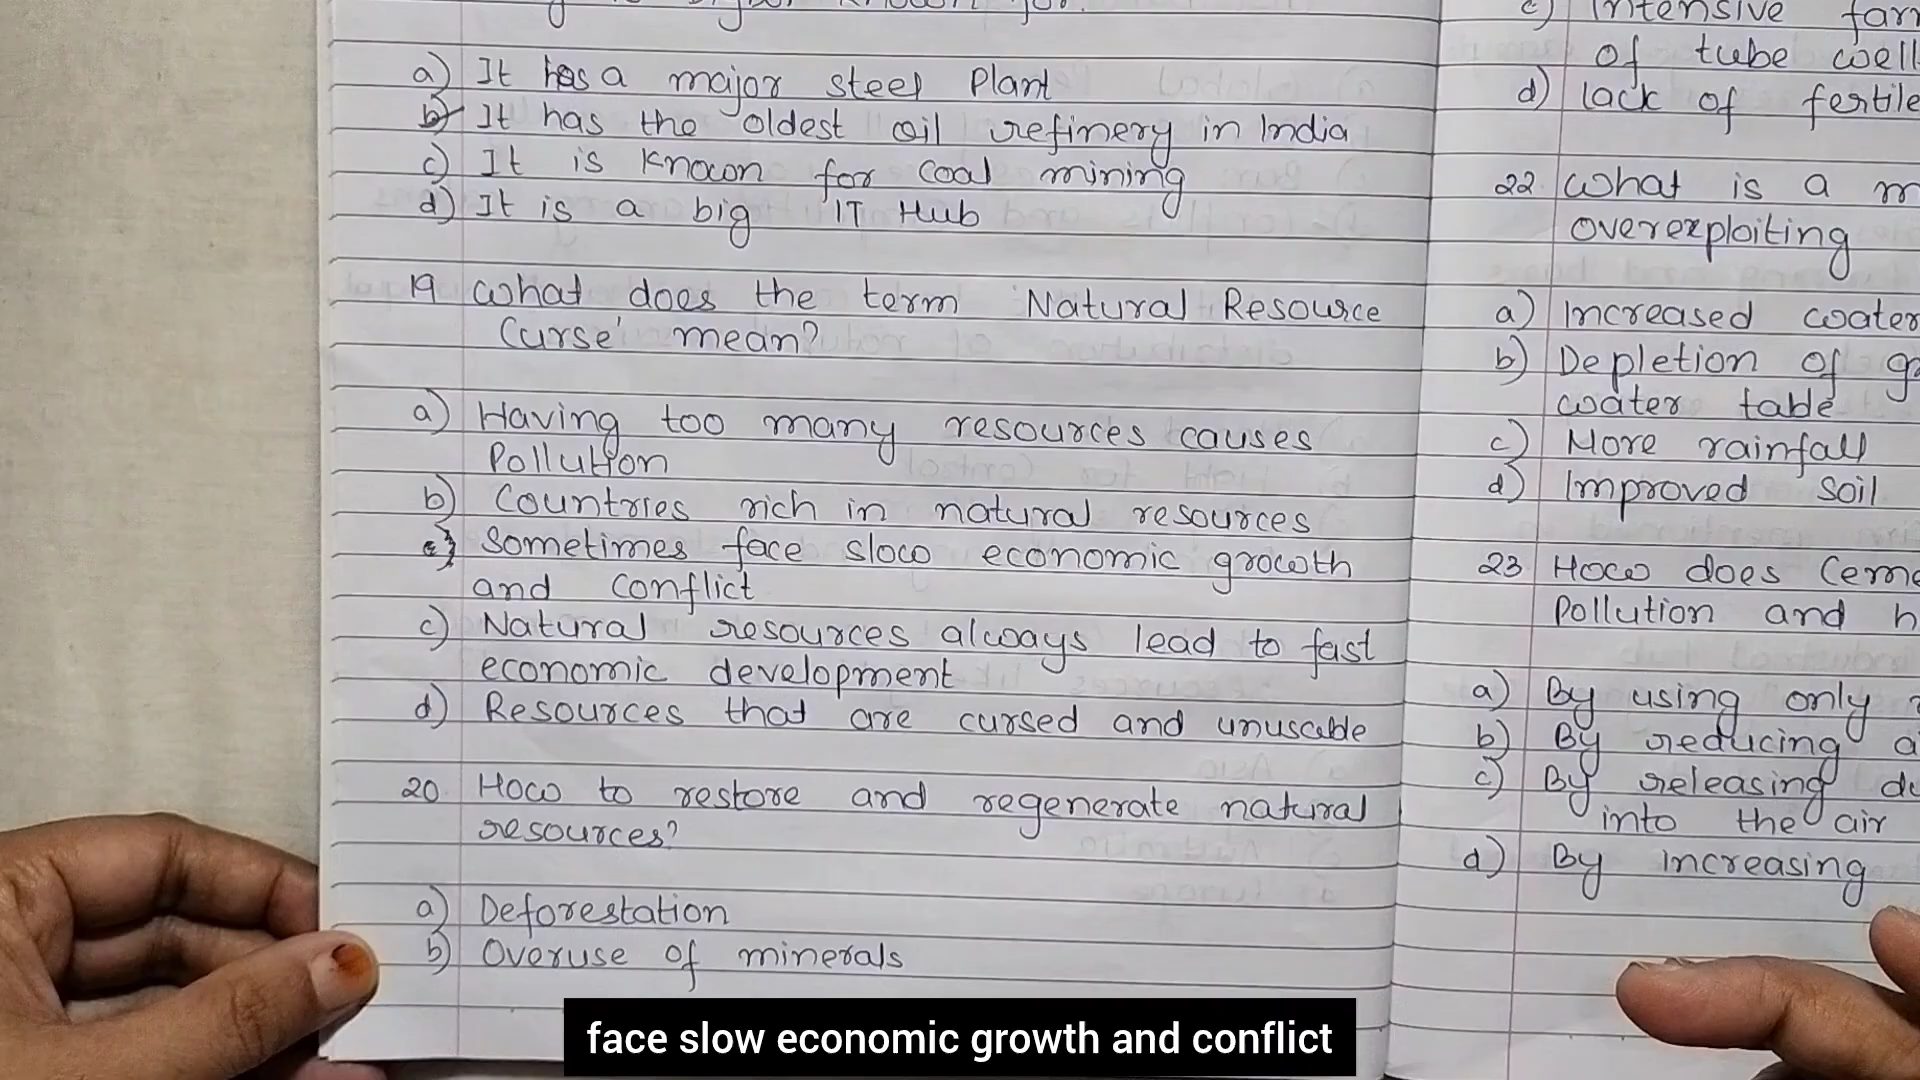 a) It has a major steel Plant
b) It has the oldest oil refinery in India
c) It is Known for coal mining
d) It is a big IT Hub
19 What does the term 'Natural Resource
Curse' mean?
a) Having too many resources causes
Pollution
b) Countries rich in natural resources
Sometimes face slow economic growth
and conflict
c) Natural resources always lead to fast
economic development
d) Resources that are cursed and unusable
20. How to restore and regenerate natural
resources?
a) Deforestation
b) Overuse of minerals
c) Intensive
of tube well
d) lack of fertile
22. What is a
overexploiting
a) Increased water
b) Depletion of
water table
c) More rainfall
d) Improved soil
23 How does
Pollution and
a) By using only
b) By reducing
c) By releasing
into the air
d) By increasing
face slow economic growth and conflict